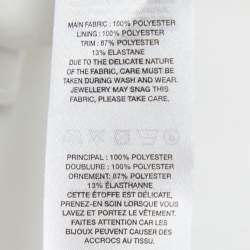 MAIN FABRIC : 100% POLYESTER
LINING : 100% POLYESTER
TRIM : 87% POLYESTER
13% ELASTANE
DUE TO THE DELICATE NATURE
OF THE FABRIC, CARE MUST BE
TAKEN DURING WASH AND WEAR.
JEWELLERY MAY SNAG THIS
FABRIC, PLEASE TAKE CARE.
PRINCIPAL : 100% POLYESTER
DOUBLURE : 100% POLYESTER
ORNEMENT: 87% POLYESTER
13% ÉLASTHANNE
CETTE ÉTOFFE EST DÉLICATE,
PRENEZ-EN SOIN LORSQUE VOUS
LAVEZ ET PORTEZ LE VÊTEMENT.
FAITES ATTENTION CAR LES
BIJOUX PEUVENT CAUSER DES
ACCROCS AU TISSU.